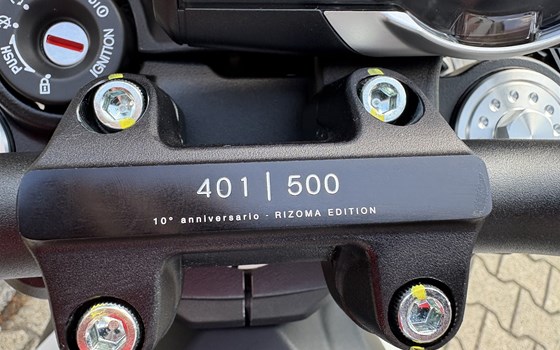 PUSH
IGNITION
401 | 500
10° anniversario - RIZOMA EDITION